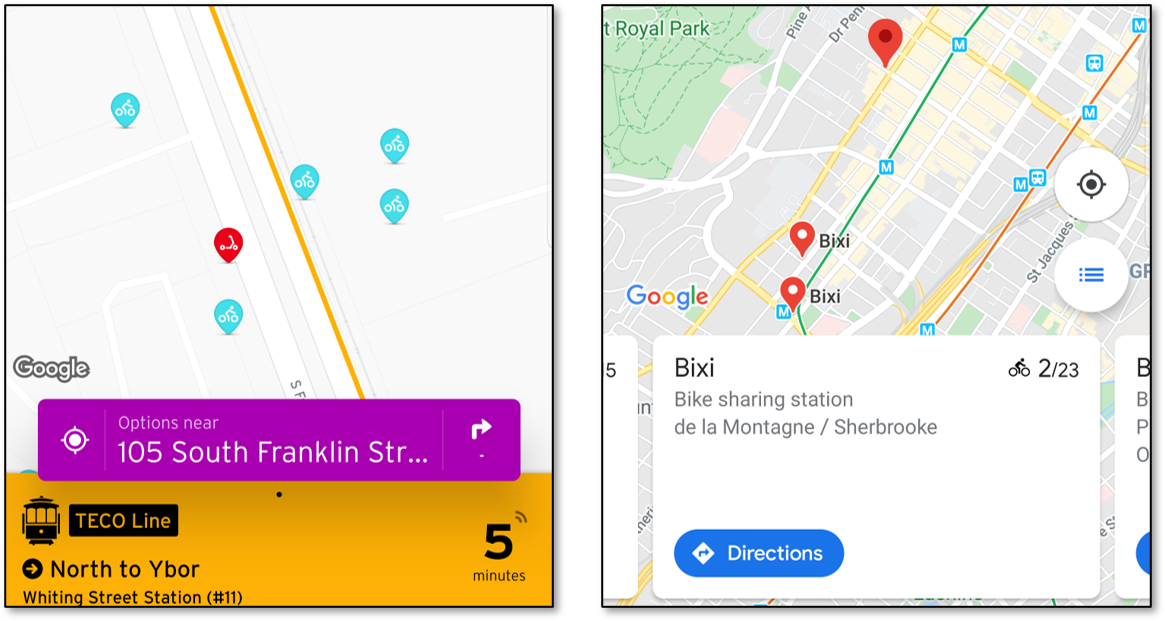 S F
Google
Options near
105 South Franklin Str...
-
TECO Line
5
minutes
North to Ybor
Whiting Street Station (#11)
t Royal Park
Pine A
Dr Penf
M
M
M
M
M
Bixi
Bixi
St Jacques
GR
Google
M
M
5
Bixi
2/23
Bike sharing station
de la Montagne / Sherbrooke
Directions
B
B
P
O